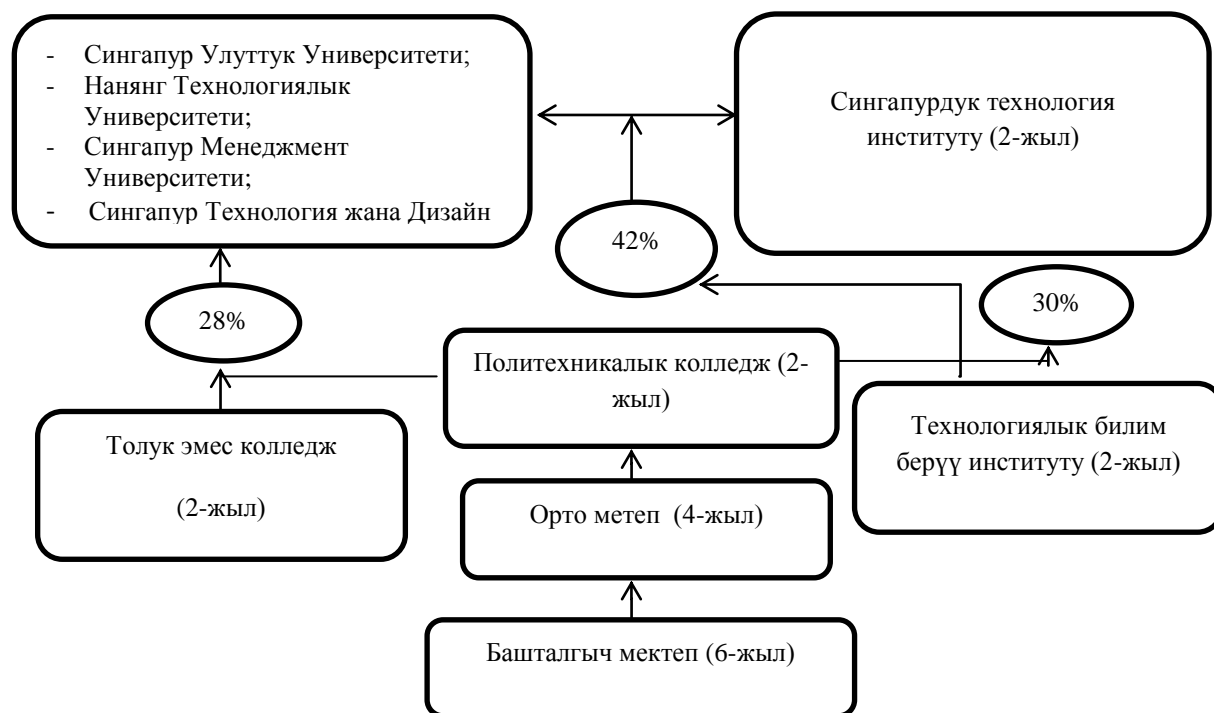 - Сингапур Улуттук Университети;
- Нанянг Технологиялык
Университети;
- Сингапур Менеджмент
Университети;
- Сингапур Технология жана Дизайн
Сингапурдук технология
институту (2-жыл)
42%
28%
30%
Политехникалык колледж (2-
жыл)
Толук эмес колледж
(2-жыл)
Технологиялык билим
берүү институту (2-жыл)
Орто метеп (4-жыл)
Башталгыч мектеп (6-жыл)